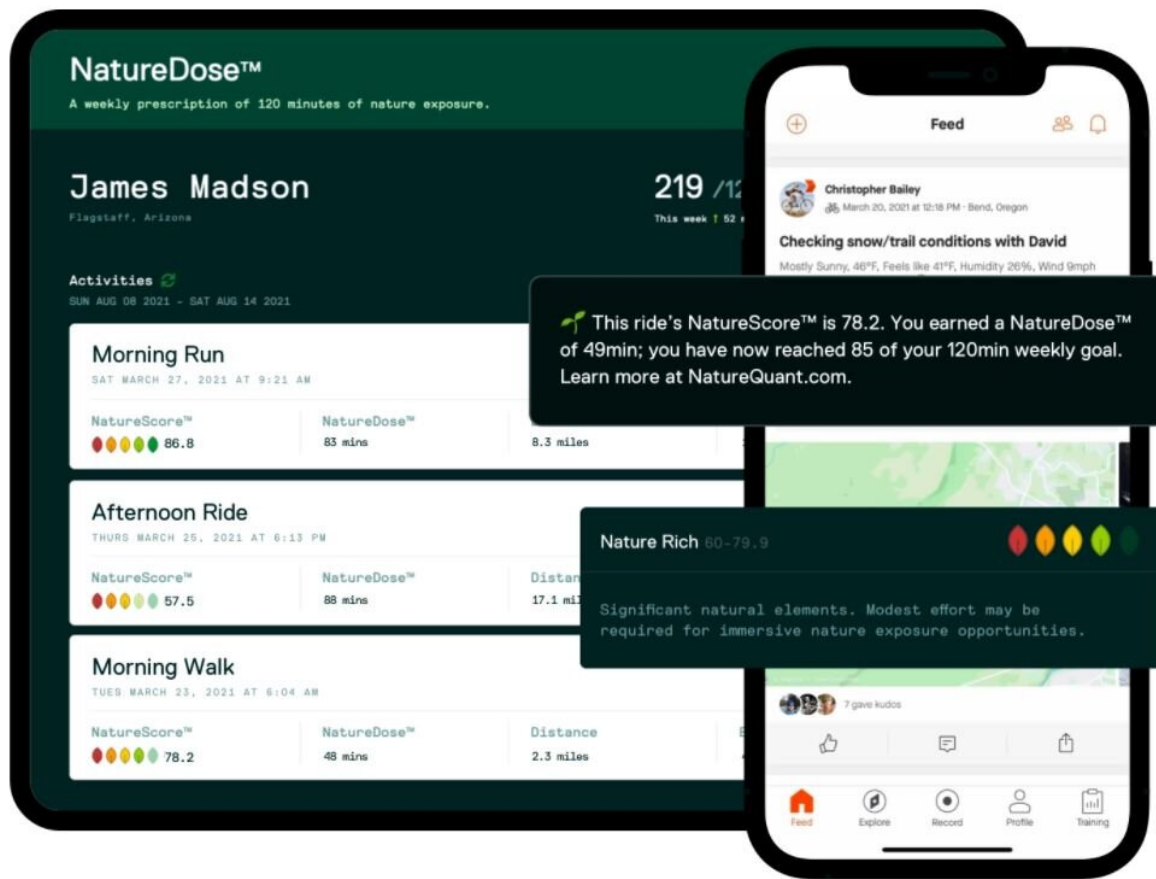 NatureDose™
A weekly prescription of 120 minutes of nature exposure.
James Madson
Flagstaff, Arizona
219 /12
This week ↑ 52
Activities
SUN AUG 08 2021 - SAT AUG 14 2021
Morning Run
SAT MARCH 27, 2021 AT 9:21 AM
NatureScore™ NatureDose™
86.8 83 mins 8.3 miles
Afternoon Ride
THURS MARCH 25, 2021 AT 6:13 PM
NatureScore™ NatureDose™ Distan
57.5 88 mins 17.1 mil
Morning Walk
TUES MARCH 23, 2021 AT 6:04 AM
NatureScore™ NatureDose™ Distance
78.2 48 mins 2.3 miles
Feed
Christopher Bailey
March 20, 2021 at 12:18 PM · Bend, Oregon
Checking snow/trail conditions with David
Mostly Sunny, 46°F, Feels like 41°F, Humidity 26%, Wind 9mph
This ride's NatureScore™ is 78.2. You earned a NatureDose™
of 49min; you have now reached 85 of your 120min weekly goal.
Learn more at NatureQuant.com.
Nature Rich 60-79.9
Significant natural elements. Modest effort may be
required for immersive nature exposure opportunities.
7 gave kudos
Feed Explore Record Profile Training